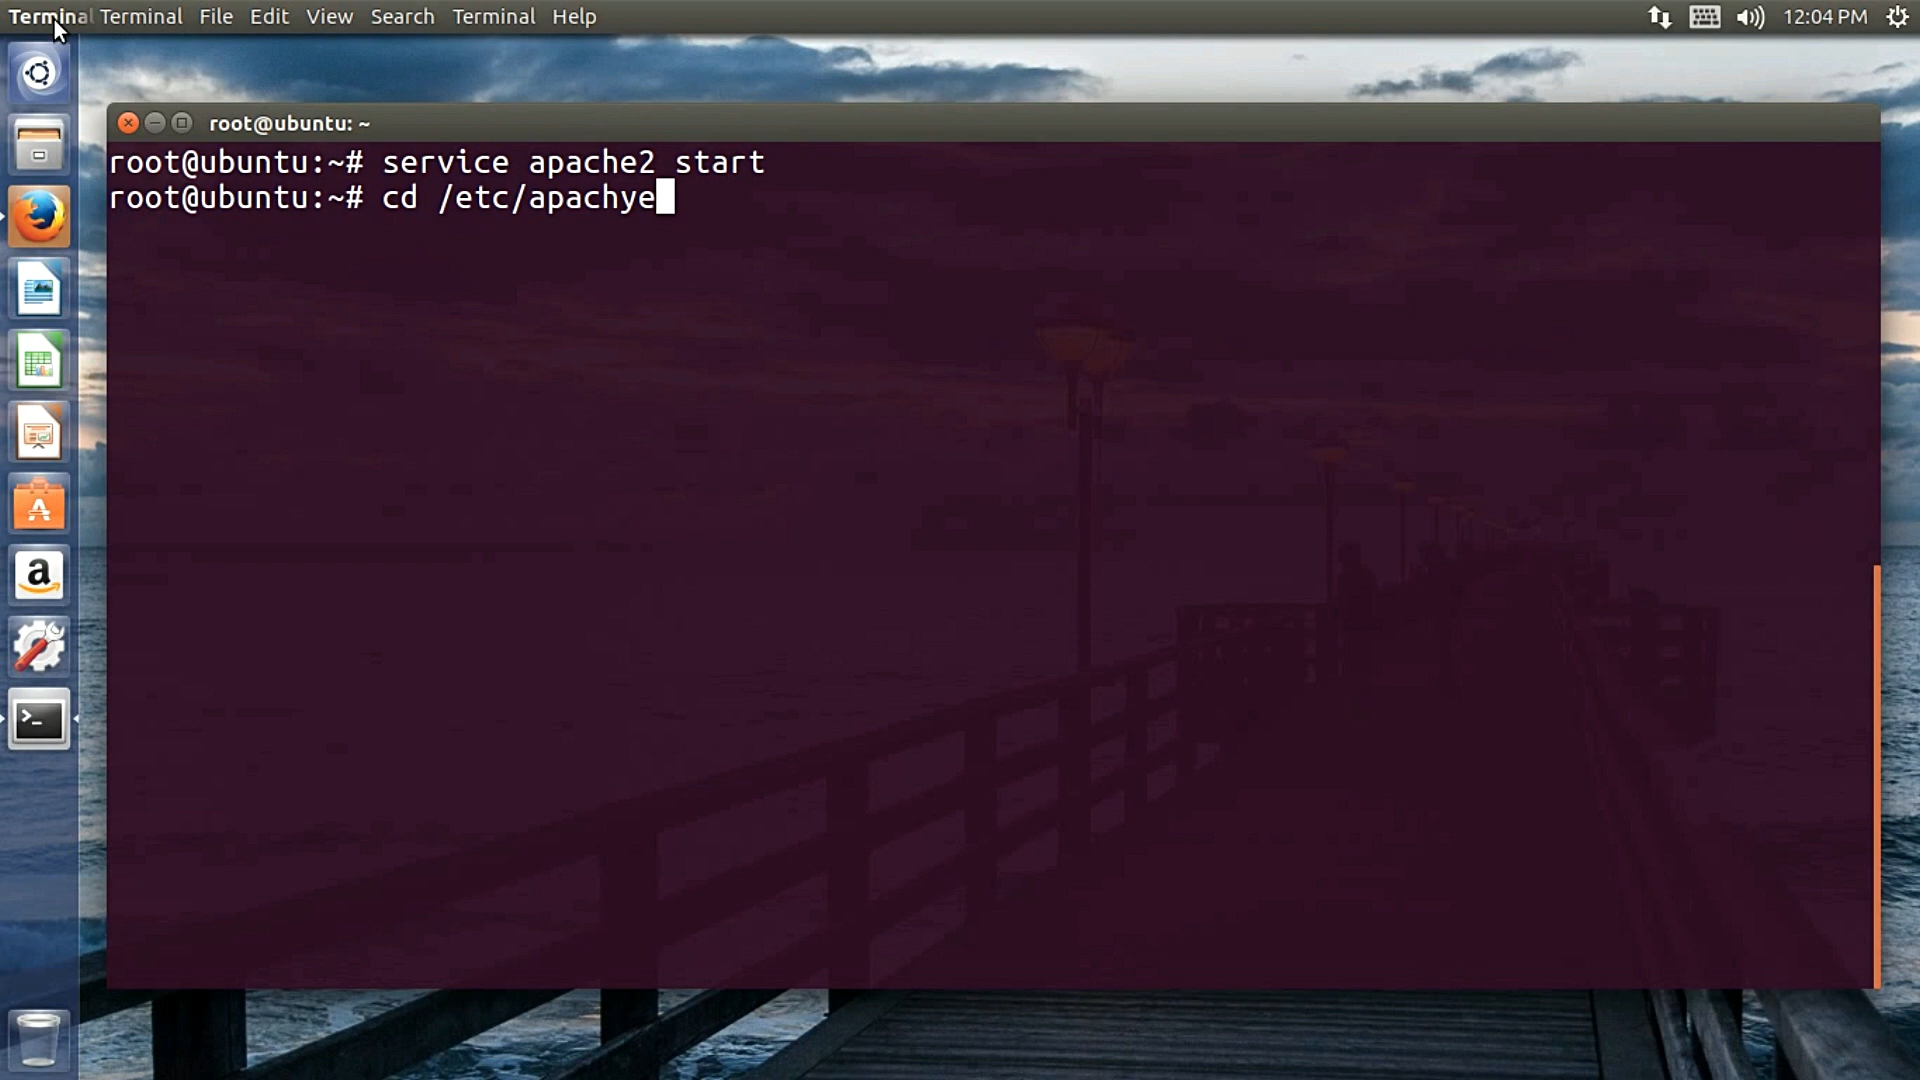 Terminal Terminal File Edit View Search Terminal Help 12:04 PM
root@ubuntu: ~
root@ubuntu:~# service apache2 start
root@ubuntu:~# cd /etc/apachye